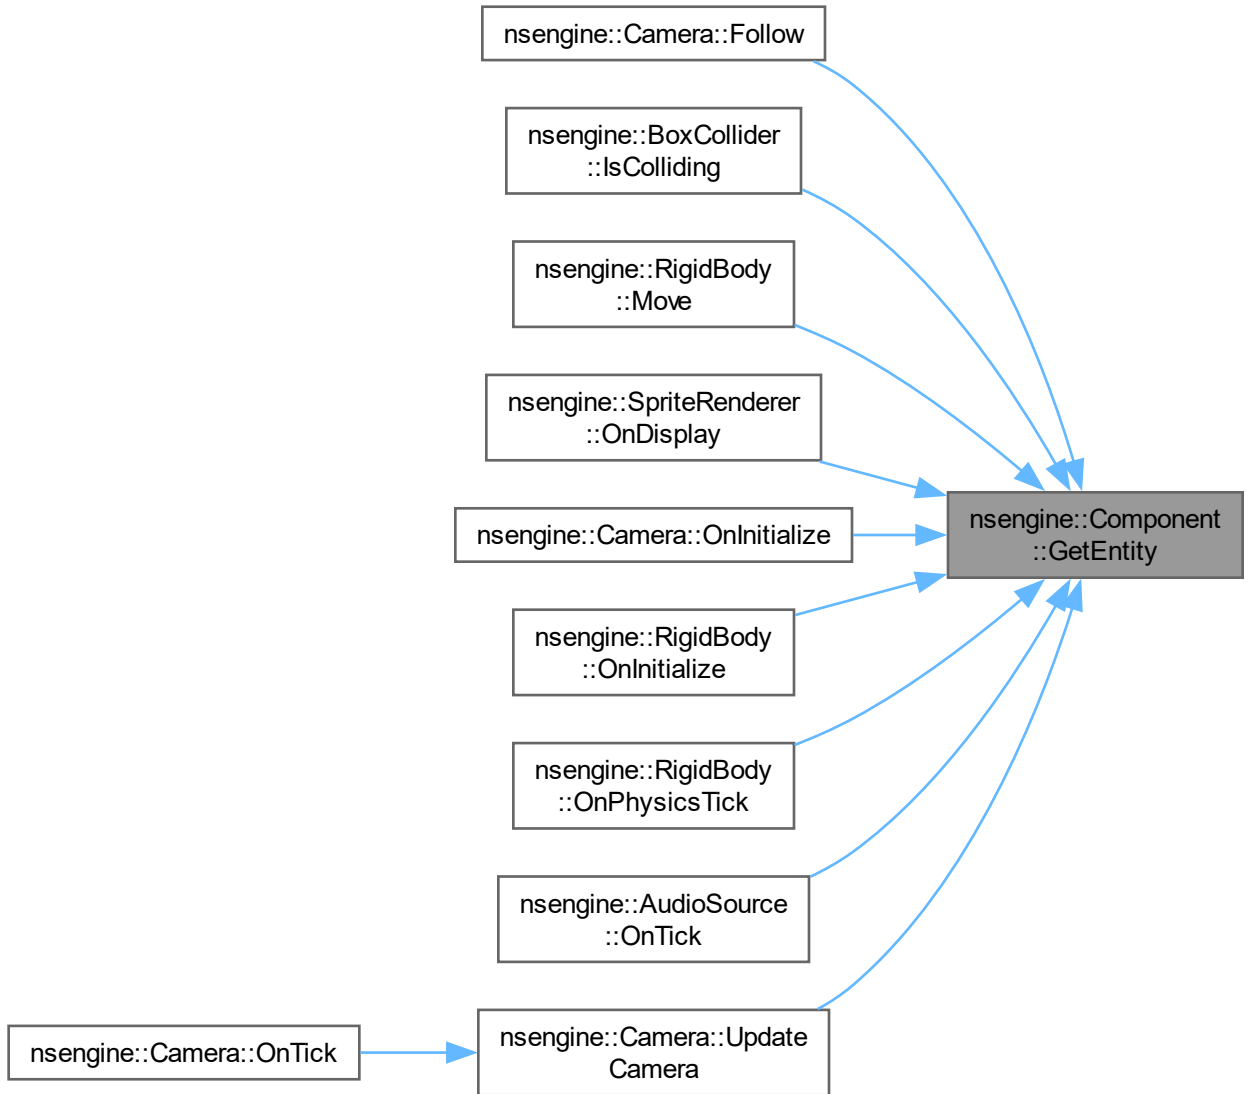 nsengine::Camera::Follow
nsengine::BoxCollider
::IsColliding
nsengine::RigidBody
::Move
nsengine::SpriteRenderer
::OnDisplay
nsengine::Camera::OnInitialize
nsengine::Component
::GetEntity
nsengine::RigidBody
::OnInitialize
nsengine::RigidBody
::OnPhysicsTick
nsengine::AudioSource
::OnTick
nsengine::Camera::OnTick
nsengine::Camera::Update
Camera